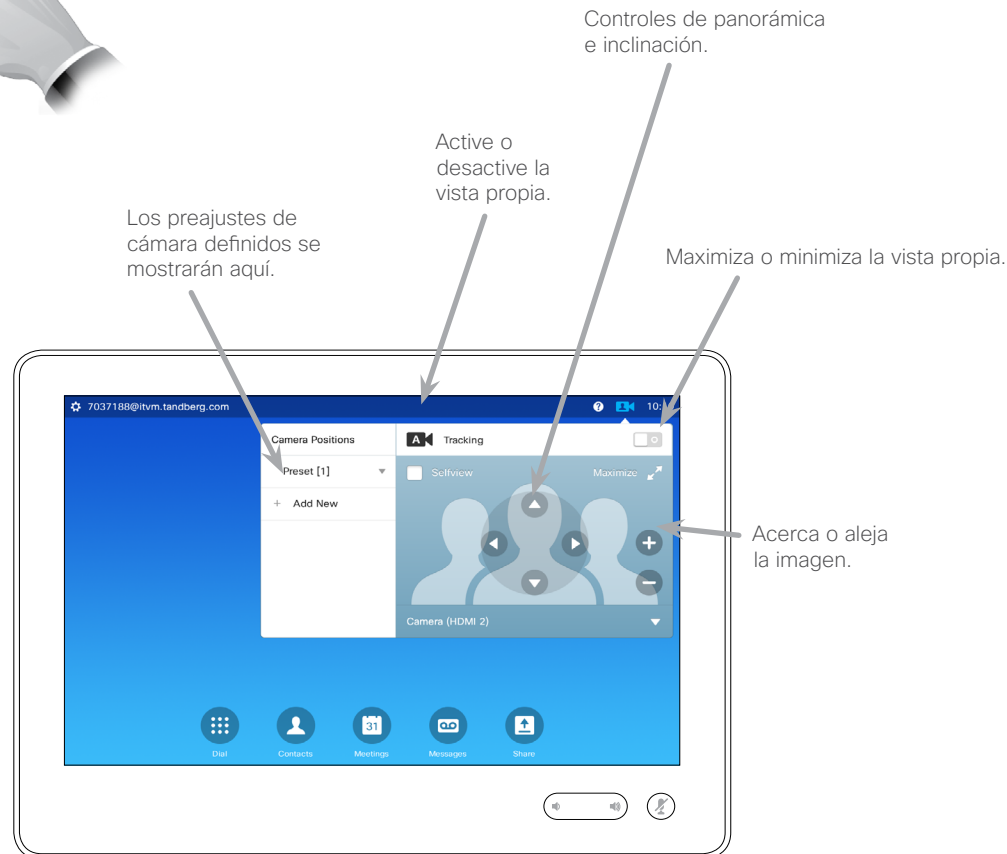 Controles de panorámica
e inclinación.
Active o
desactive la
vista propia.
Los preajustes de
cámara definidos se
mostrarán aquí.
Maximiza o minimiza la vista propia.
7037188@itvm.tandberg.com
?
10:
Camera Positions
A
Tracking
Preset [1]
Selfview
Maximize
+ Add New
Acerca o aleja
la imagen.
Camera (HDMI 2)
31
Dial
Contacts
Meetings
Messages
Share